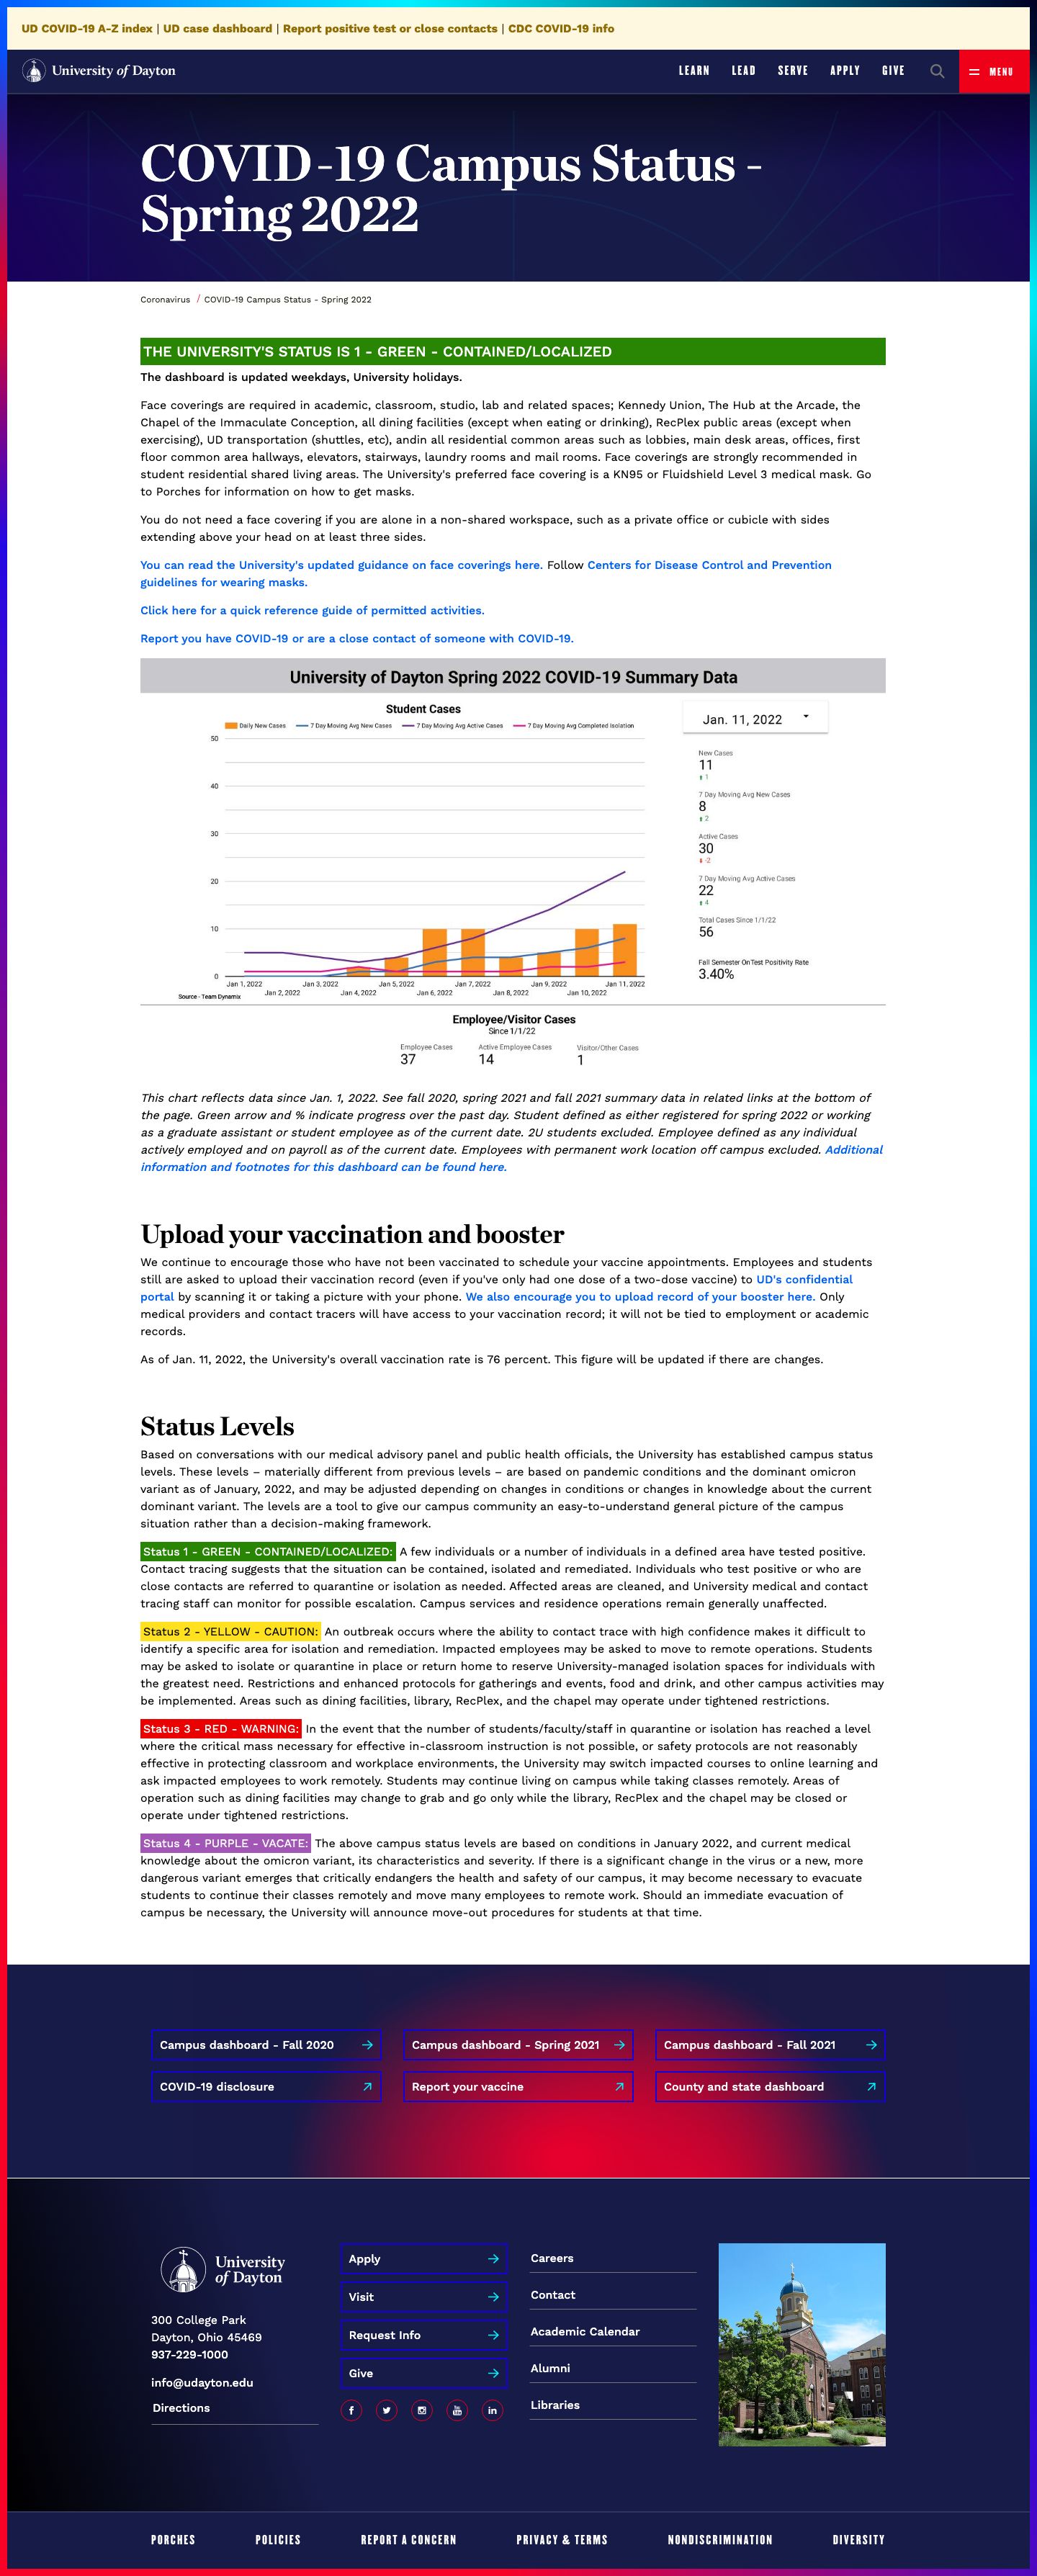 UD COVID-19 A-Z index | UD case dashboard | Report positive test or close contacts | CDC COVID-19 info
University of Dayton
LEARN LEAD SERVE APPLY GIVE MENU
COVID-19 Campus Status -
Spring 2022
Coronavirus / COVID-19 Campus Status - Spring 2022
THE UNIVERSITY'S STATUS IS 1 - GREEN - CONTAINED/LOCALIZED
The dashboard is updated weekdays, University holidays.
Face coverings are required in academic, classroom, studio, lab and related spaces; Kennedy Union, The Hub at the Arcade, the
Chapel of the Immaculate Conception, all dining facilities (except when eating or drinking), RecPlex public areas (except when
exercising), UD transportation (shuttles, etc), andin all residential common areas such as lobbies, main desk areas, offices, first
floor common area hallways, elevators, stairways, laundry rooms and mail rooms. Face coverings are strongly recommended in
student residential shared living areas. The University's preferred face covering is a KN95 or Fluidshield Level 3 medical mask. Go
to Porches for information on how to get masks.
You do not need a face covering if you are alone in a non-shared workspace, such as a private office or cubicle with sides
extending above your head on at least three sides.
You can read the University's updated guidance on face coverings here. Follow Centers for Disease Control and Prevention
guidelines for wearing masks.
Click here for a quick reference guide of permitted activities.
Report you have COVID-19 or are a close contact of someone with COVID-19.
University of Dayton Spring 2022 COVID-19 Summary Data
Student Cases
Daily New Cases 7 Day Moving Avg New Cases 7 Day Moving Avg Active Cases 7 Day Moving Avg Completed Isolation
50
40
30
20
10
0
Jan 1, 2022 Jan 3, 2022 Jan 5, 2022 Jan 7, 2022 Jan 9, 2022 Jan 11, 2022
Jan 2, 2022 Jan 4, 2022 Jan 6, 2022 Jan 8, 2022 Jan 10, 2022
Source - Team Dynamix
Jan. 11, 2022
New Cases
11
1
7 Day Moving Avg New Cases
8
2
Active Cases
30
-2
7 Day Moving Avg Active Cases
22
4
Total Cases Since 1/1/22
56
Fall Semester OnTest Positivity Rate
3.40%
Employee/Visitor Cases
Since 1/1/22
Employee Cases Active Employee Cases Visitor/Other Cases
37 14 1
This chart reflects data since Jan. 1, 2022. See fall 2020, spring 2021 and fall 2021 summary data in related links at the bottom of
the page. Green arrow and % indicate progress over the past day. Student defined as either registered for spring 2022 or working
as a graduate assistant or student employee as of the current date. 2U students excluded. Employee defined as any individual
actively employed and on payroll as of the current date. Employees with permanent work location off campus excluded. Additional
information and footnotes for this dashboard can be found here.
Upload your vaccination and booster
We continue to encourage those who have not been vaccinated to schedule your vaccine appointments. Employees and students
still are asked to upload their vaccination record (even if you've only had one dose of a two-dose vaccine) to UD's confidential
portal by scanning it or taking a picture with your phone. We also encourage you to upload record of your booster here. Only
medical providers and contact tracers will have access to your vaccination record; it will not be tied to employment or academic
records.
As of Jan. 11, 2022, the University's overall vaccination rate is 76 percent. This figure will be updated if there are changes.
Status Levels
Based on conversations with our medical advisory panel and public health officials, the University has established campus status
levels. These levels – materially different from previous levels – are based on pandemic conditions and the dominant omicron
variant as of January, 2022, and may be adjusted depending on changes in conditions or changes in knowledge about the current
dominant variant. The levels are a tool to give our campus community an easy-to-understand general picture of the campus
situation rather than a decision-making framework.
Status 1 - GREEN - CONTAINED/LOCALIZED: A few individuals or a number of individuals in a defined area have tested positive.
Contact tracing suggests that the situation can be contained, isolated and remediated. Individuals who test positive or who are
close contacts are referred to quarantine or isolation as needed. Affected areas are cleaned, and University medical and contact
tracing staff can monitor for possible escalation. Campus services and residence operations remain generally unaffected.
Status 2 - YELLOW - CAUTION: An outbreak occurs where the ability to contact trace with high confidence makes it difficult to
identify a specific area for isolation and remediation. Impacted employees may be asked to move to remote operations. Students
may be asked to isolate or quarantine in place or return home to reserve University-managed isolation spaces for individuals with
the greatest need. Restrictions and enhanced protocols for gatherings and events, food and drink, and other campus activities may
be implemented. Areas such as dining facilities, library, RecPlex, and the chapel may operate under tightened restrictions.
Status 3 - RED - WARNING: In the event that the number of students/faculty/staff in quarantine or isolation has reached a level
where the critical mass necessary for effective in-classroom instruction is not possible, or safety protocols are not reasonably
effective in protecting classroom and workplace environments, the University may switch impacted courses to online learning and
ask impacted employees to work remotely. Students may continue living on campus while taking classes remotely. Areas of
operation such as dining facilities may change to grab and go only while the library, RecPlex and the chapel may be closed or
operate under tightened restrictions.
Status 4 - PURPLE - VACATE: The above campus status levels are based on conditions in January 2022, and current medical
knowledge about the omicron variant, its characteristics and severity. If there is a significant change in the virus or a new, more
dangerous variant emerges that critically endangers the health and safety of our campus, it may become necessary to evacuate
students to continue their classes remotely and move many employees to remote work. Should an immediate evacuation of
campus be necessary, the University will announce move-out procedures for students at that time.
Campus dashboard - Fall 2020
Campus dashboard - Spring 2021
Campus dashboard - Fall 2021
COVID-19 disclosure
Report your vaccine
County and state dashboard
University
of Dayton
300 College Park
Dayton, Ohio 45469
937-229-1000
info@udayton.edu
Directions
Apply
Visit
Request Info
Give
Careers
Contact
Academic Calendar
Alumni
Libraries
PORCHES POLICIES REPORT A CONCERN PRIVACY & TERMS NONDISCRIMINATION DIVERSITY